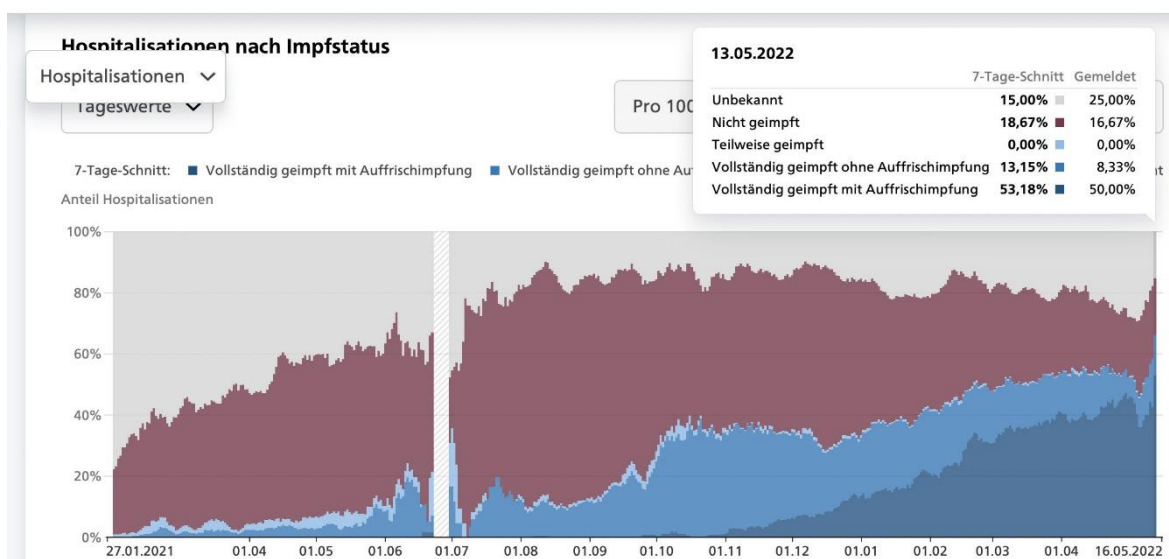 Hospitalisationen nach Impfstatus
Hospitalisationen
Tageswerte
Pro 100
13.05.2022
7-Tage-Schnitt Gemeldet
Unbekannt 15,00% 25,00%
Nicht geimpft 18,67% 16,67%
Teilweise geimpft 0,00% 0,00%
Vollständig geimpft ohne Auffrischimpfung 13,15% 8,33%
Vollständig geimpft mit Auffrischimpfung 53,18% 50,00%
7-Tage-Schnitt: Vollständig geimpft mit Auffrischimpfung Vollständig geimpft ohne Au
Anteil Hospitalisationen
100%
80%
60%
40%
20%
0%
27.01.2021 01.04 01.05 01.06 01.07 01.08 01.09 01.10 01.11 01.12 01.01 01.02 01.03 01.04 16.05.2022